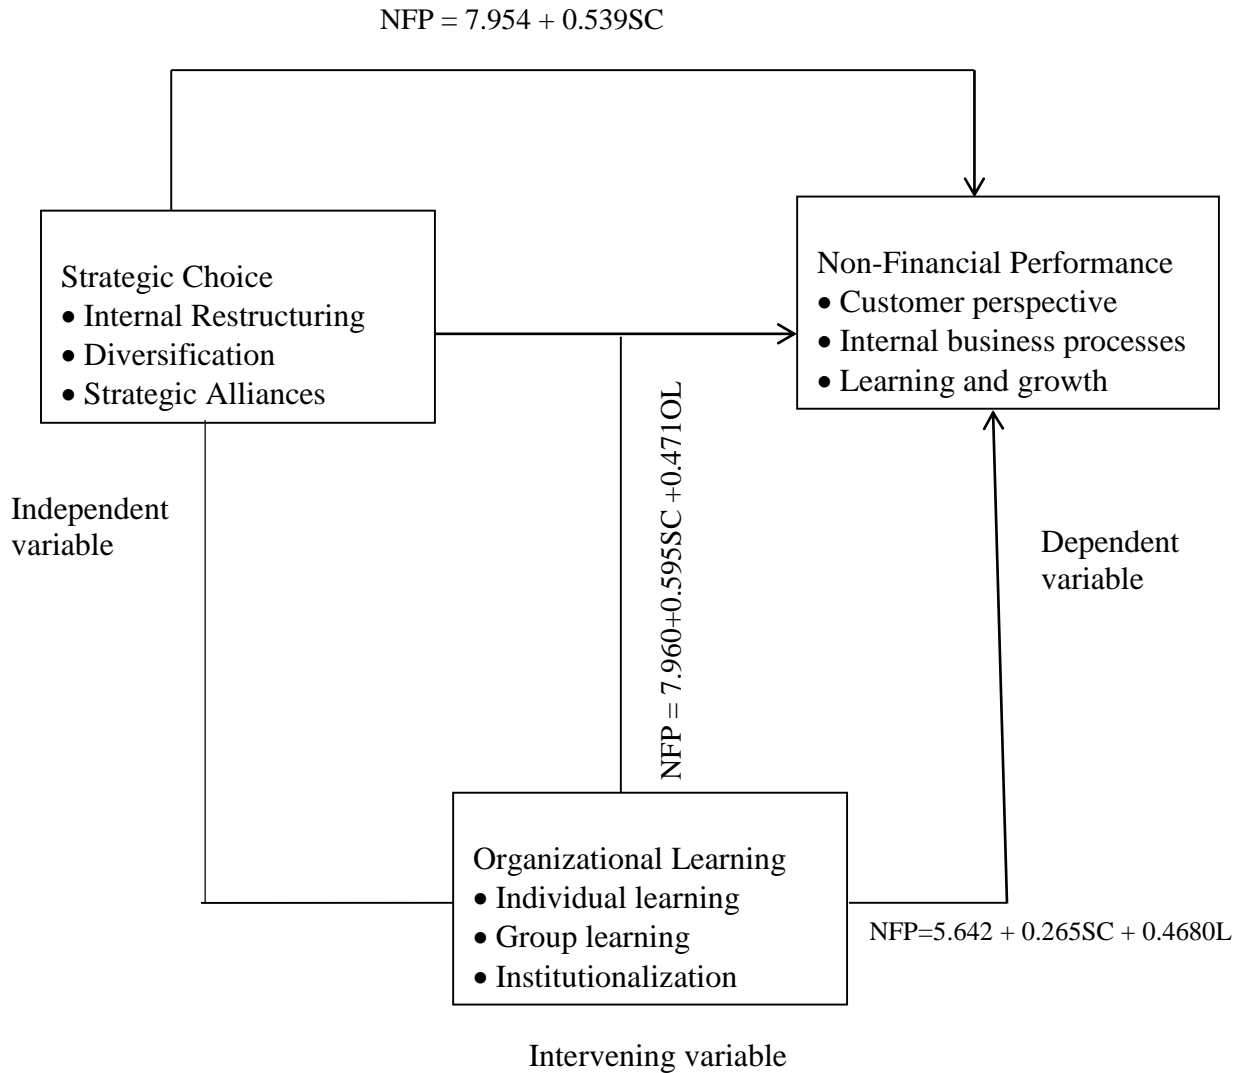 NFP = 7.954 + 0.539SC
Strategic Choice
• Internal Restructuring
• Diversification
• Strategic Alliances
Non-Financial Performance
• Customer perspective
• Internal business processes
• Learning and growth
Independent
variable
NFP = 7.960+0.595SC +0.471OL
Dependent
variable
Organizational Learning
• Individual learning
• Group learning
• Institutionalization
NFP=5.642 + 0.265SC + 0.4680L
Intervening variable